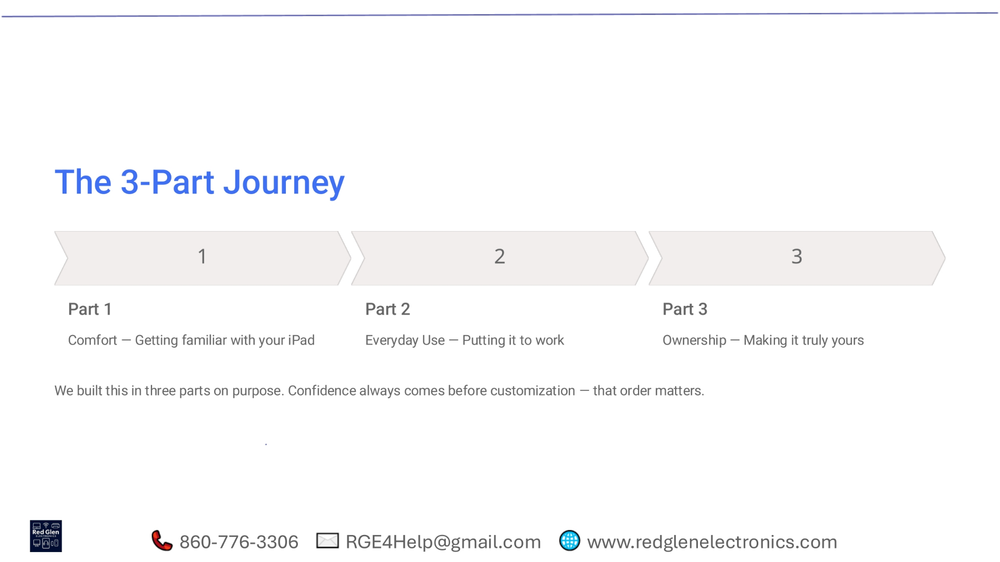 The 3-Part Journey
1
2
3
Part 1
Comfort — Getting familiar with your iPad
Part 2
Everyday Use — Putting it to work
Part 3
Ownership — Making it truly yours
We built this in three parts on purpose. Confidence always comes before customization — that order matters.
.
Red Glen
ELECTRONICS
860-776-3306
RGE4Help@gmail.com
www.redglenelectronics.com